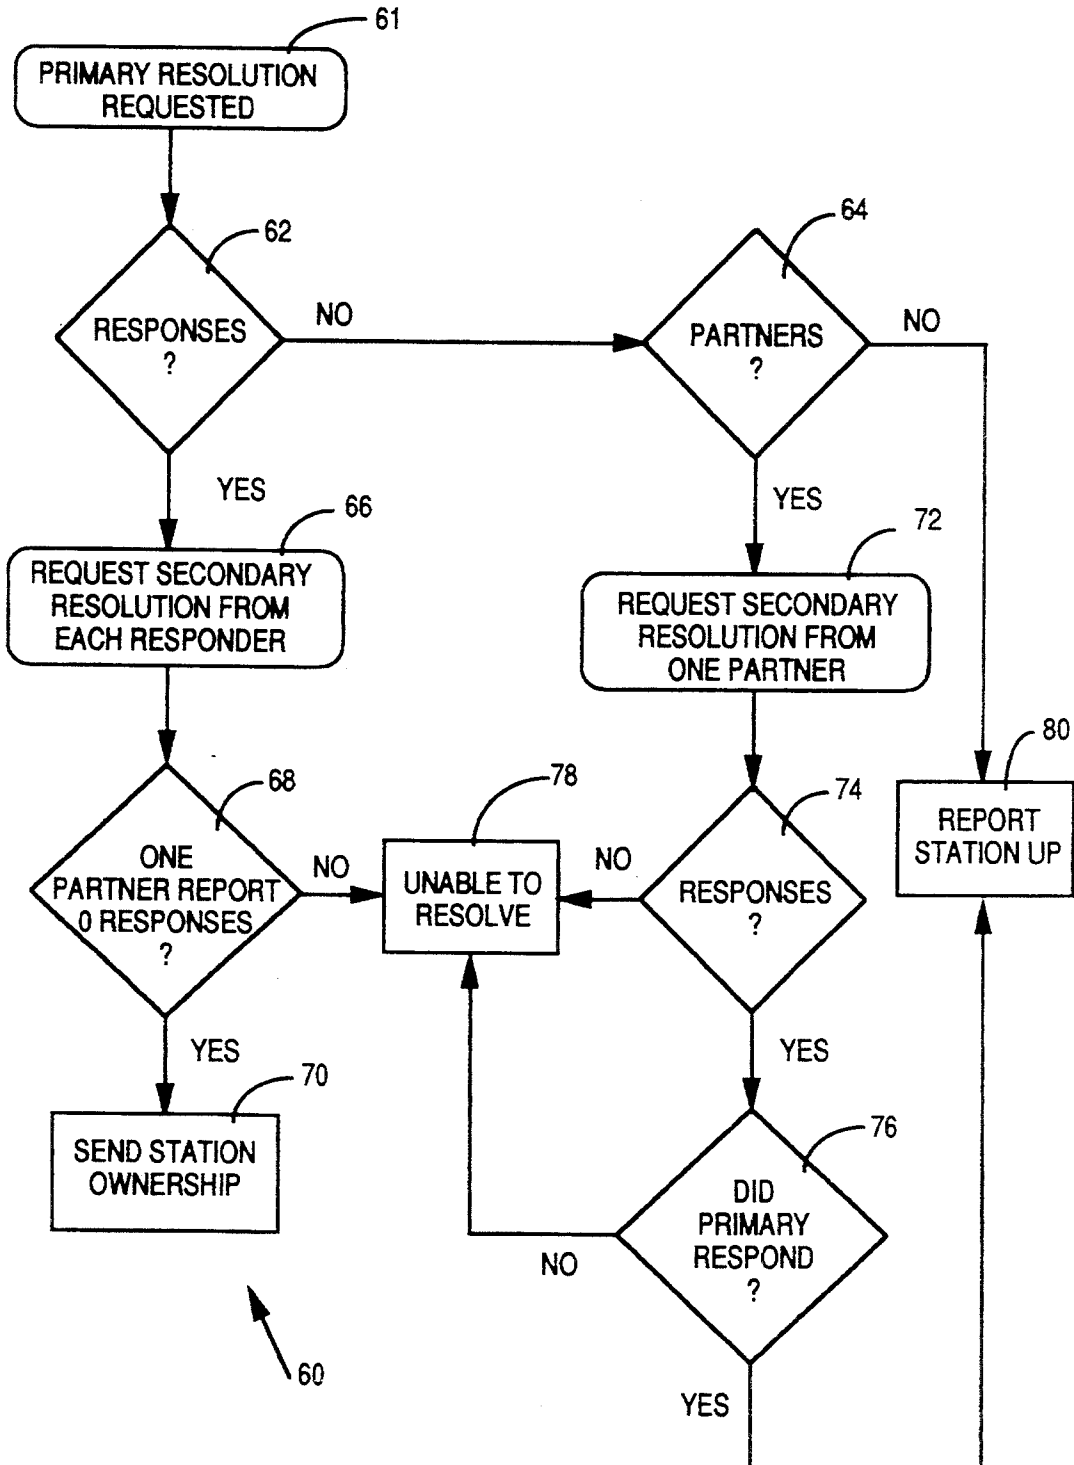 61
PRIMARY RESOLUTION
REQUESTED
62
RESPONSES
?
NO
64
PARTNERS
?
NO
YES
66
REQUEST SECONDARY
RESOLUTION FROM
EACH RESPONDER
YES
72
REQUEST SECONDARY
RESOLUTION FROM
ONE PARTNER
68
ONE
PARTNER REPORT
0 RESPONSES
?
NO
78
UNABLE TO
RESOLVE
NO
74
RESPONSES
?
80
REPORT
STATION UP
YES
70
SEND STATION
OWNERSHIP
YES
76
DID
PRIMARY
RESPOND
?
NO
60
YES